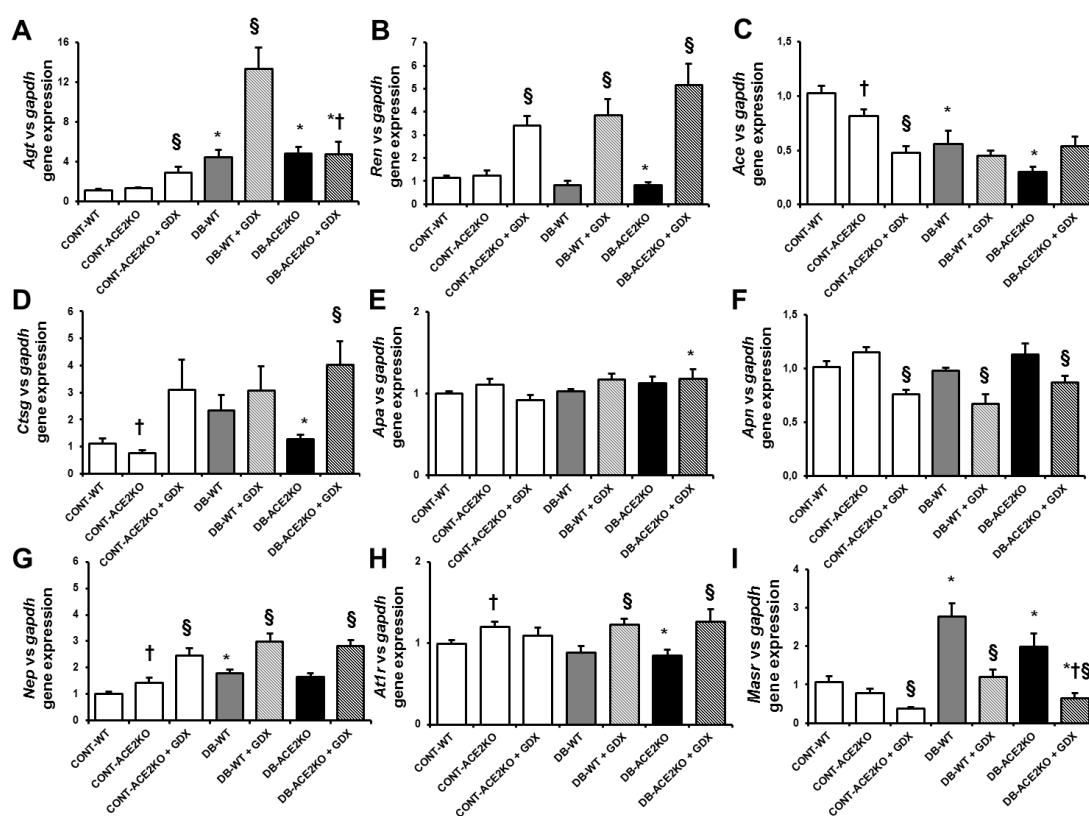 A
Agt vs gapdh
gene expression
16
12
8
4
0
§
*
§
*
*†
CONT-WT
CONT-ACE2KO
CONT-ACE2KO + GDX
DB-WT
DB-WT + GDX
DB-ACE2KO
DB-ACE2KO + GDX
B
Ren vs gapdh
gene expression
7
6
5
4
3
2
1
0
§
§
*
§
CONT-WT
CONT-ACE2KO
CONT-ACE2KO + GDX
DB-WT
DB-WT + GDX
DB-ACE2KO
DB-ACE2KO + GDX
C
Ace vs gapdh
gene expression
1,5
1,0
0,5
0,0
†
§
*
*
CONT-WT
CONT-ACE2KO
CONT-ACE2KO + GDX
DB-WT
DB-WT + GDX
DB-ACE2KO
DB-ACE2KO + GDX
D
Ctsg vs gapdh
gene expression
6
5
4
3
2
1
0
†
*
§
CONT-WT
CONT-ACE2KO
CONT-ACE2KO + GDX
DB-WT
DB-WT + GDX
DB-ACE2KO
DB-ACE2KO + GDX
E
Apa vs gapdh
gene expression
2
1
0
*
CONT-WT
CONT-ACE2KO
CONT-ACE2KO + GDX
DB-WT
DB-WT + GDX
DB-ACE2KO
DB-ACE2KO + GDX
F
Apn vs gapdh
gene expression
1,5
1,0
0,5
0,0
§
§
§
CONT-WT
CONT-ACE2KO
CONT-ACE2KO + GDX
DB-WT
DB-WT + GDX
DB-ACE2KO
DB-ACE2KO + GDX
G
Nep vs gapdh
gene expression
6
5
4
3
2
1
0
†
§
*
§
§
CONT-WT
CONT-ACE2KO
CONT-ACE2KO + GDX
DB-WT
DB-WT + GDX
DB-ACE2KO
DB-ACE2KO + GDX
H
At1r vs gapdh
gene expression
2
1
0
†
§
*
§
CONT-WT
CONT-ACE2KO
CONT-ACE2KO + GDX
DB-WT
DB-WT + GDX
DB-ACE2KO
DB-ACE2KO + GDX
I
Masr vs gapdh
gene expression
4
3
2
1
0
§
*
§
*
*†§
CONT-WT
CONT-ACE2KO
CONT-ACE2KO + GDX
DB-WT
DB-WT + GDX
DB-ACE2KO
DB-ACE2KO + GDX